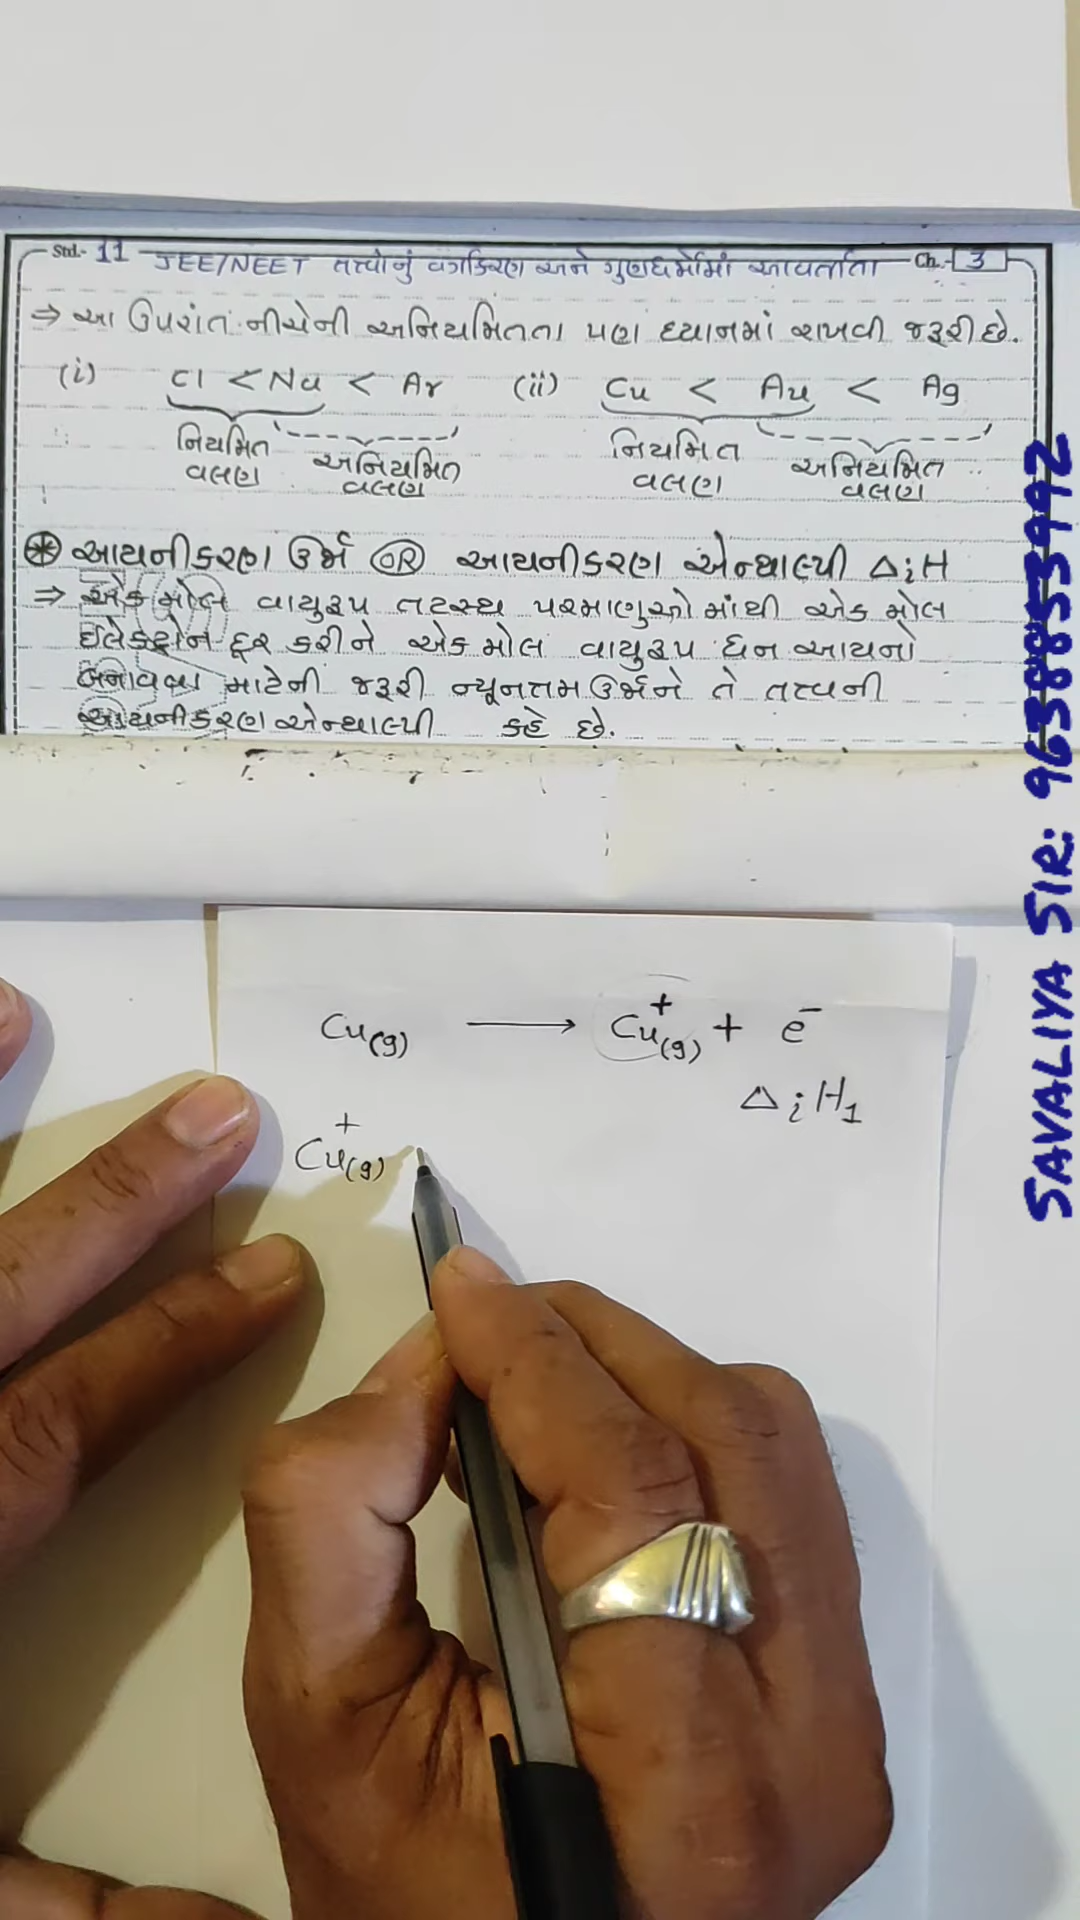 Std.- 11 JEE/NEET તત્ત્વોનું વર્ગીકરણ અને ગુણધર્મોમાં આવર્તીતા Ch.- 3
⇒ આ ઉપરાંત નીચેની અનિયમિતતા પણ ધ્યાનમાં રાખવી જરૂરી છે.
(i) Cl < Na < Ar (ii) Cu < Au < Ag
નિયમિત વલણ અનિયમિત વલણ નિયમિત વલણ અનિયમિત વલણ
⊛ આયનીકરણ ઉર્જા OR આયનીકરણ એન્થાલ્પી ΔiH
⇒ એક મોલ વાયુરૂપ તટસ્થ પરમાણુઓમાંથી એક મોલ
ઇલેક્ટ્રોન દૂર કરીને એક મોલ વાયુરૂપ ધન આયનો
બનાવવા માટેની જરૂરી ન્યૂનત્તમ ઉર્જાને તે તત્ત્વની
આયનીકરણ એન્થાલ્પી કહે છે.
Cu(g) ⟶ Cu⁺(g) + e⁻
ΔiH₁
Cu⁺(g)
SAVALIYA SIR: 9638853992